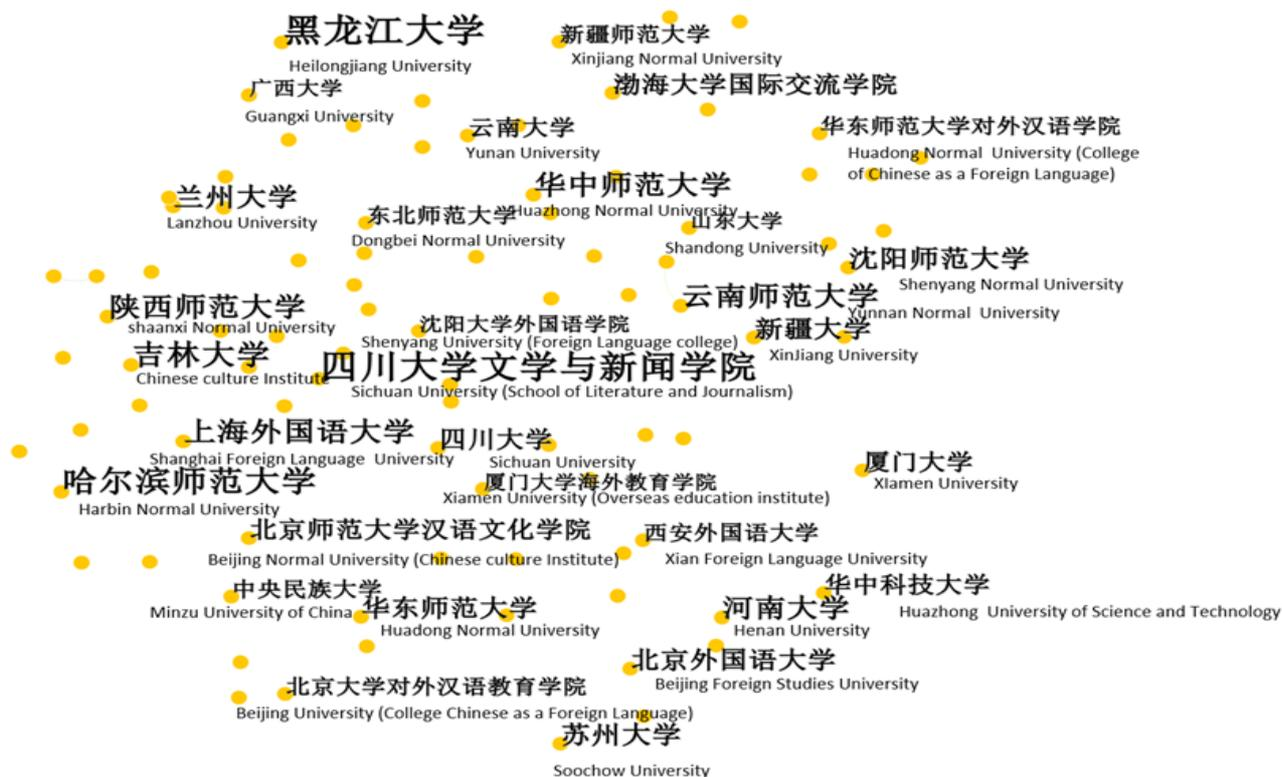 黑龙江大学
Heilongjiang University
新疆师范大学
Xinjiang Normal University
广西大学
Guangxi University
渤海大学国际交流学院
云南大学
Yunan University
华东师范大学对外汉语学院
Huadong Normal University (College
of Chinese as a Foreign Language)
兰州大学
Lanzhou University
华中师范大学
Huazhong Normal University
东北师范大学
Dongbei Normal University
山东大学
Shandong University
沈阳师范大学
Shenyang Normal University
陕西师范大学
shaanxi Normal University
云南师范大学
Yunnan Normal University
沈阳大学外国语学院
Shenyang University (Foreign Language college)
新疆大学
XinJiang University
吉林大学
Chinese culture Institute
四川大学文学与新闻学院
Sichuan University (School of Literature and Journalism)
上海外国语大学
Shanghai Foreign Language University
四川大学
Sichuan University
厦门大学
XIamen University
哈尔滨师范大学
Harbin Normal University
厦门大学海外教育学院
Xiamen University (Overseas education institute)
北京师范大学汉语文化学院
Beijing Normal University (Chinese culture Institute)
西安外国语大学
Xian Foreign Language University
中央民族大学
Minzu University of China
华东师范大学
Huadong Normal University
河南大学
Henan University
华中科技大学
Huazhong University of Science and Technology
北京外国语大学
Beijing Foreign Studies University
北京大学对外汉语教育学院
Beijing University (College Chinese as a Foreign Language)
苏州大学
Soochow University